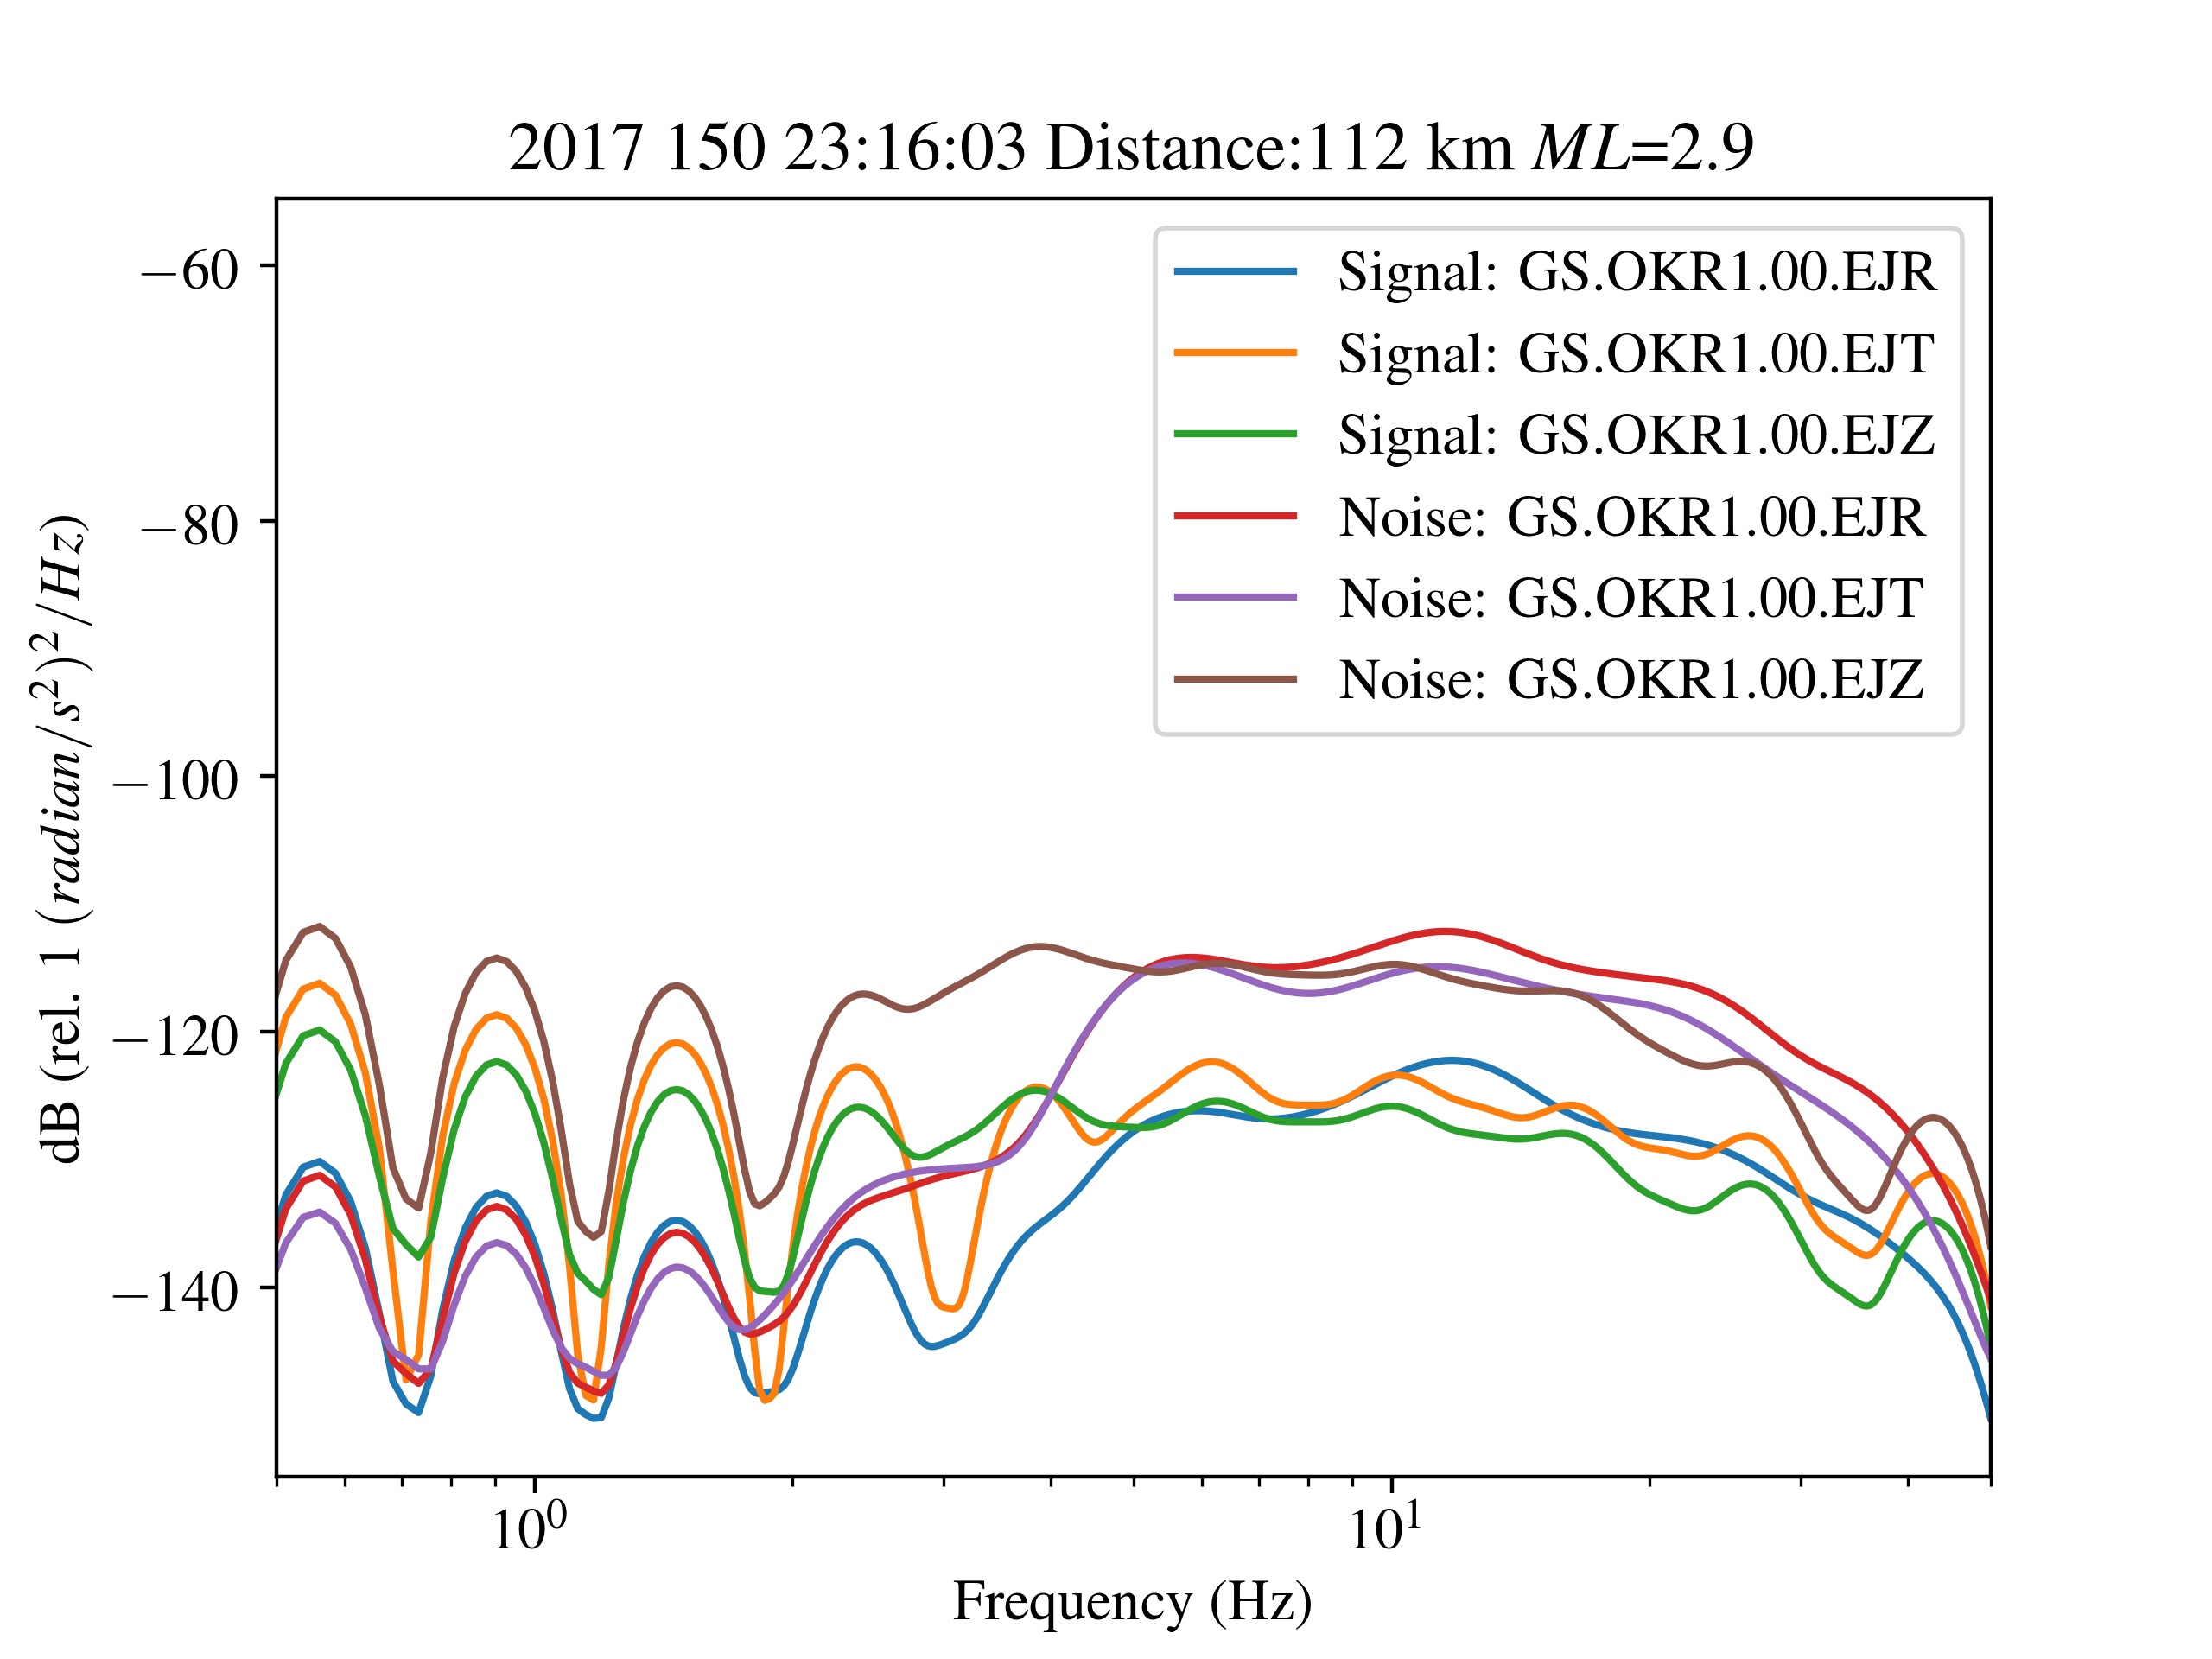 2017 150 23:16:03 Distance:112 km ML=2.9
dB (rel. 1 (radian/s²)²/Hz)
−60
−80
−100
−120
−140
Signal: GS.OKR1.00.EJR
Signal: GS.OKR1.00.EJT
Signal: GS.OKR1.00.EJZ
Noise: GS.OKR1.00.EJR
Noise: GS.OKR1.00.EJT
Noise: GS.OKR1.00.EJZ
10⁰ 10¹
Frequency (Hz)